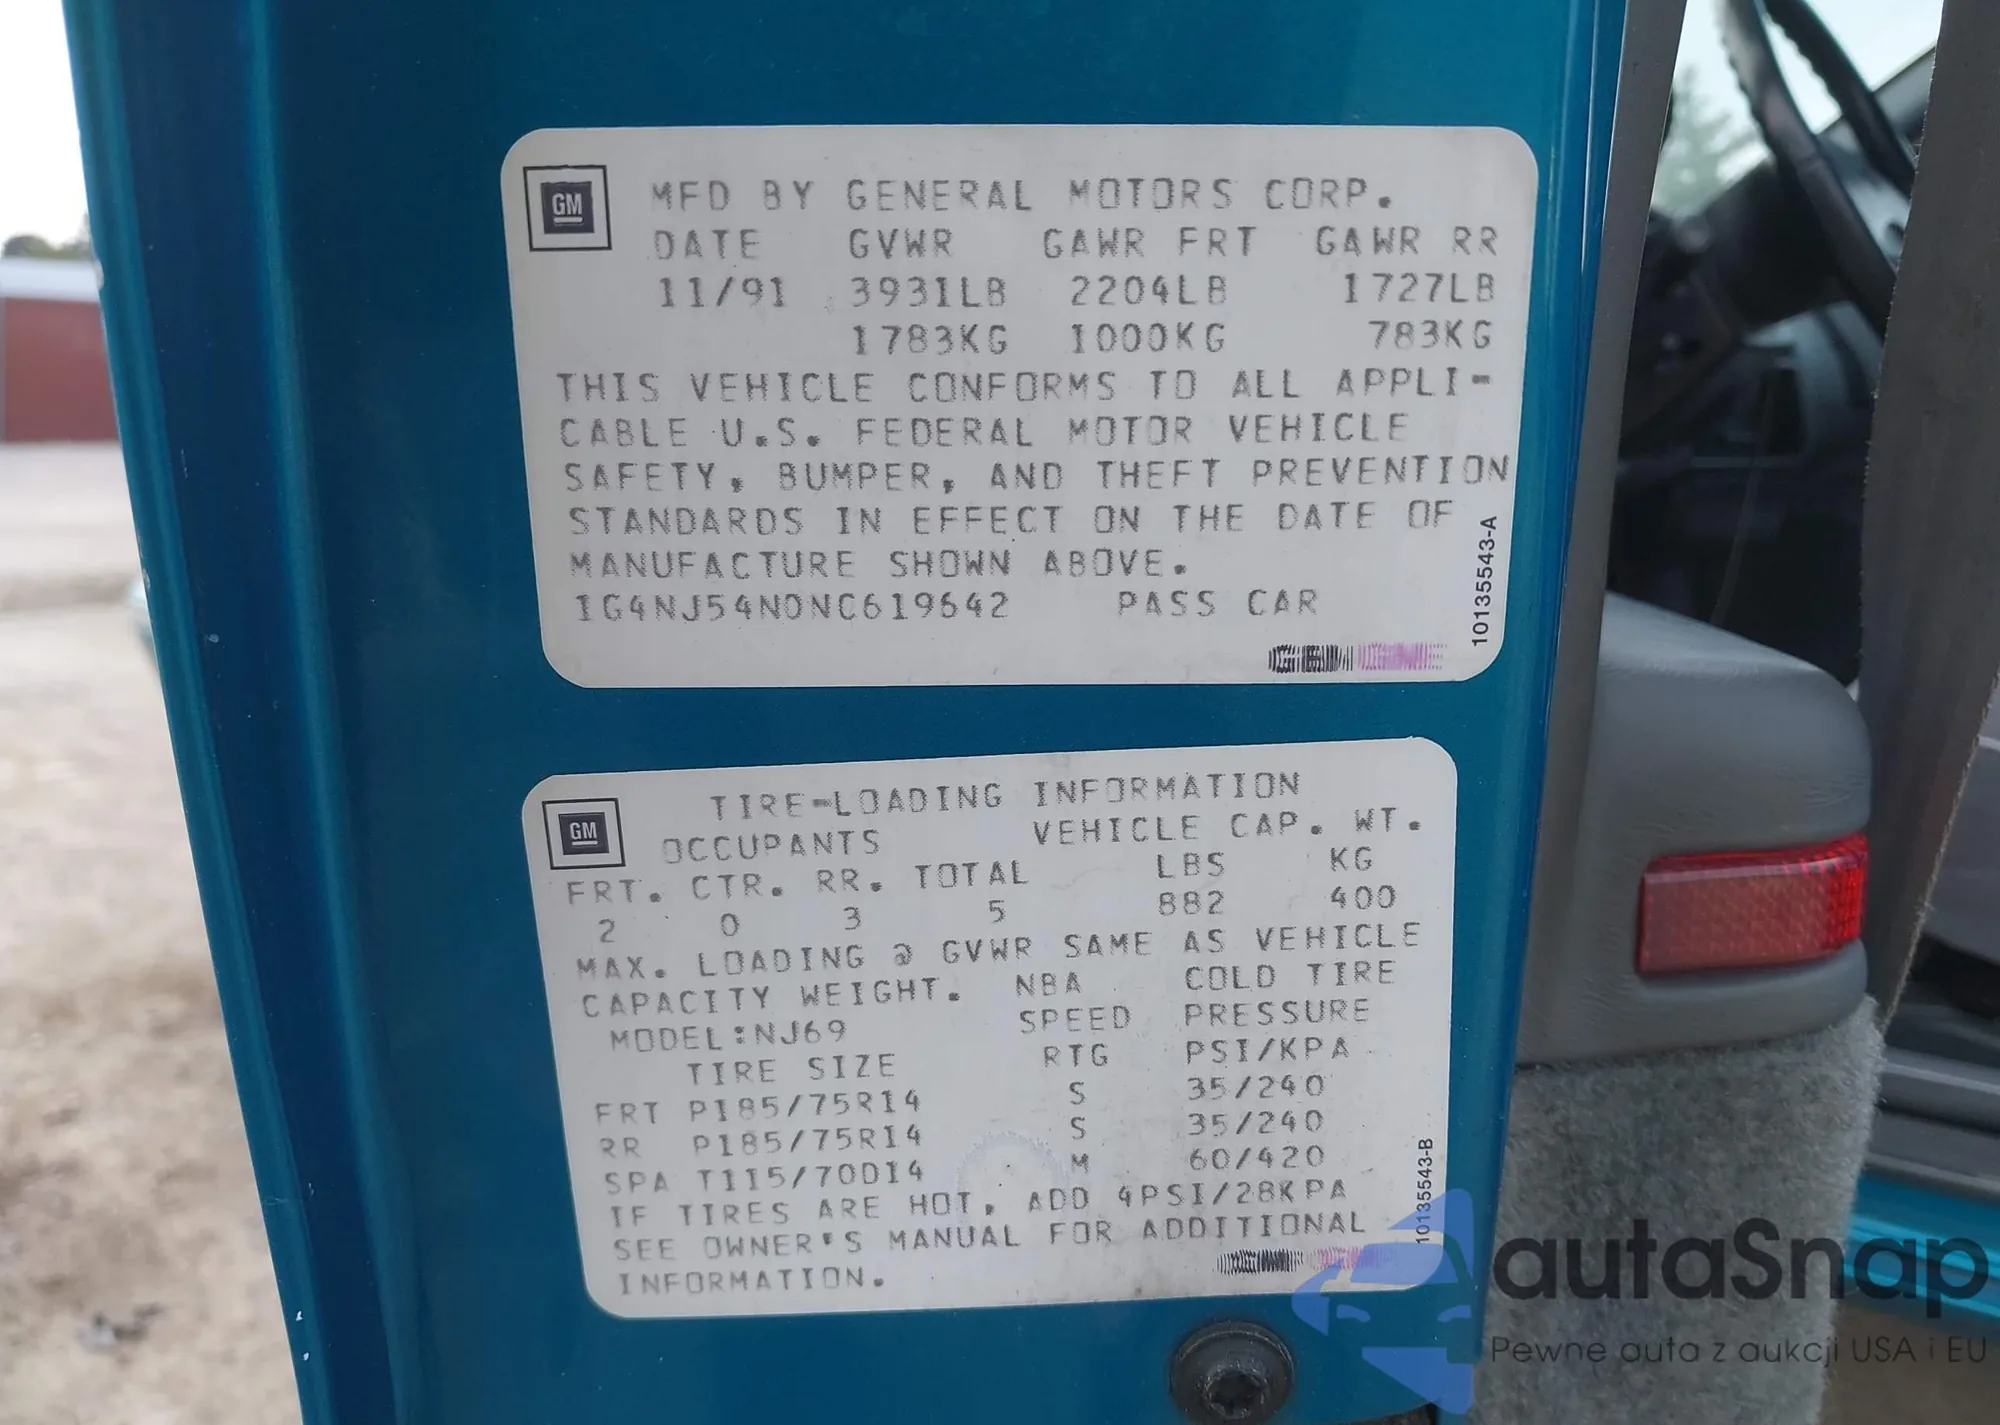 GM
MFD BY GENERAL MOTORS CORP.
DATE GVWR GAWR FRT GAWR RR
11/91 3931LB 2204LB 1727LB
1783KG 1000KG 783KG
THIS VEHICLE CONFORMS TO ALL APPLI-
CABLE U.S. FEDERAL MOTOR VEHICLE
SAFETY, BUMPER, AND THEFT PREVENTION
STANDARDS IN EFFECT ON THE DATE OF
MANUFACTURE SHOWN ABOVE.
1G4NJ54N0NC619642 PASS CAR
10135543-A
GM
TIRE-LOADING INFORMATION
OCCUPANTS VEHICLE CAP. WT.
FRT. CTR. RR. TOTAL LBS KG
2 0 3 5 882 400
MAX. LOADING @ GVWR SAME AS VEHICLE
CAPACITY WEIGHT. NBA COLD TIRE
MODEL:NJ69 SPEED PRESSURE
TIRE SIZE RTG PSI/KPA
FRT P185/75R14 S 35/240
RR P185/75R14 S 35/240
SPA T115/70D14 M 60/420
IF TIRES ARE HOT, ADD 4PSI/28KPA
SEE OWNER'S MANUAL FOR ADDITIONAL
INFORMATION.
10135543-B
autaSnap
Pewne auta z aukcji USA i EU